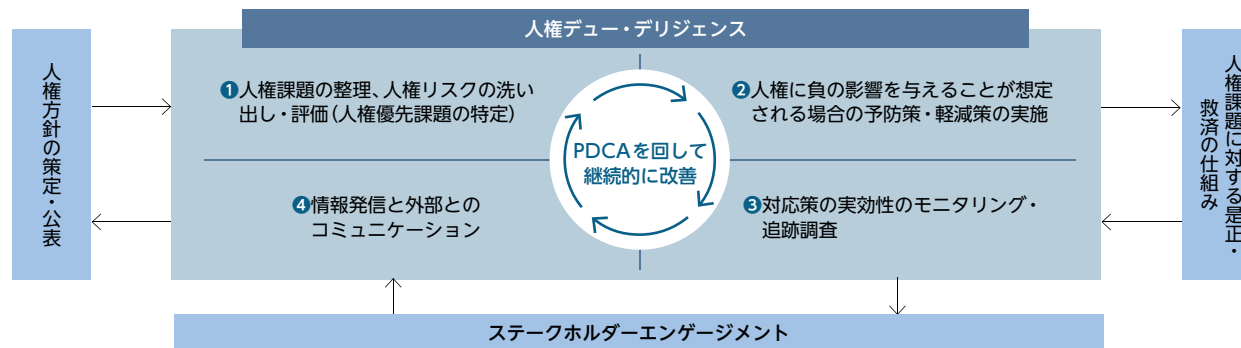 人権デュー・デリジェンス
人権方針の策定・公表
❶人権課題の整理、人権リスクの洗い
出し・評価(人権優先課題の特定)
❷人権に負の影響を与えることが想定
される場合の予防策・軽減策の実施
PDCAを回して
継続的に改善
❹情報発信と外部との
コミュニケーション
❸対応策の実効性のモニタリング・
追跡調査
人権課題に対する是正・
救済の仕組み
ステークホルダーエンゲージメント